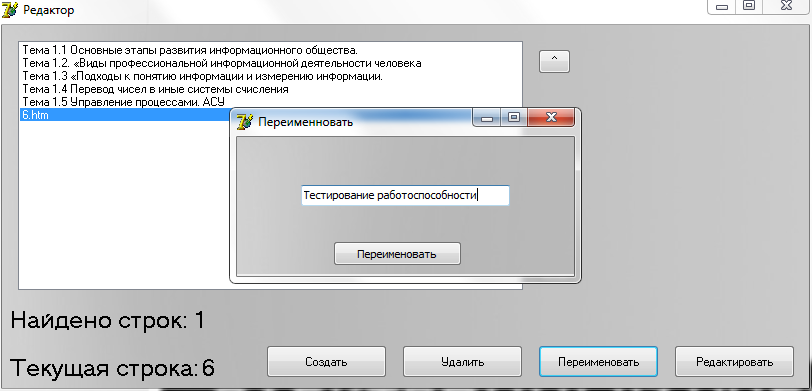 Редактор
Тема 1.1 Основные этапы развития информационного общества.
Тема 1.2. «Виды профессиональной информационной деятельности человека
Тема 1.3 «Подходы к понятию информации и измерению информации.
Тема 1.4 Перевод чисел в иные системы счисления
Тема 1.5 Управление процессами. АСУ
6.htm
^
Переименновать
Тестирование работоспособности
Переименовать
Найдено строк: 1
Текущая строка: 6
Создать
Удалить
Переименовать
Редактировать